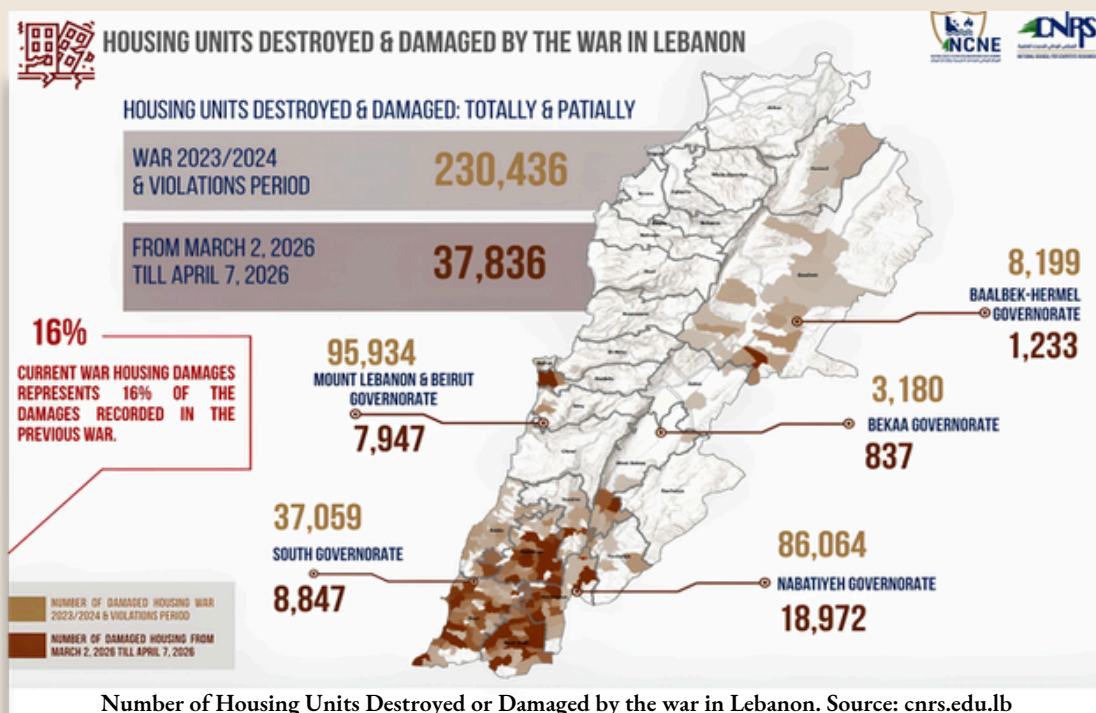 HOUSING UNITS DESTROYED & DAMAGED BY THE WAR IN LEBANON
NCNE
CNRS
HOUSING UNITS DESTROYED & DAMAGED: TOTALLY & PATIALLY
WAR 2023/2024
& VIOLATIONS PERIOD
230,436
FROM MARCH 2, 2026
TILL APRIL 7, 2026
37,836
16%
CURRENT WAR HOUSING DAMAGES
REPRESENTS 16% OF THE
DAMAGES RECORDED IN THE
PREVIOUS WAR.
8,199
BAALBEK-HERMEL
GOVERNORATE
1,233
95,934
MOUNT LEBANON & BEIRUT
GOVERNORATE
7,947
3,180
BEKAA GOVERNORATE
837
37,059
SOUTH GOVERNORATE
8,847
86,064
NABATIYEH GOVERNORATE
18,972
NUMBER OF DAMAGED HOUSING WAR
2023/2024 & VIOLATIONS PERIOD
NUMBER OF DAMAGED HOUSING FROM
MARCH 2, 2026 TILL APRIL 7, 2026
Number of Housing Units Destroyed or Damaged by the war in Lebanon. Source: cnrs.edu.lb